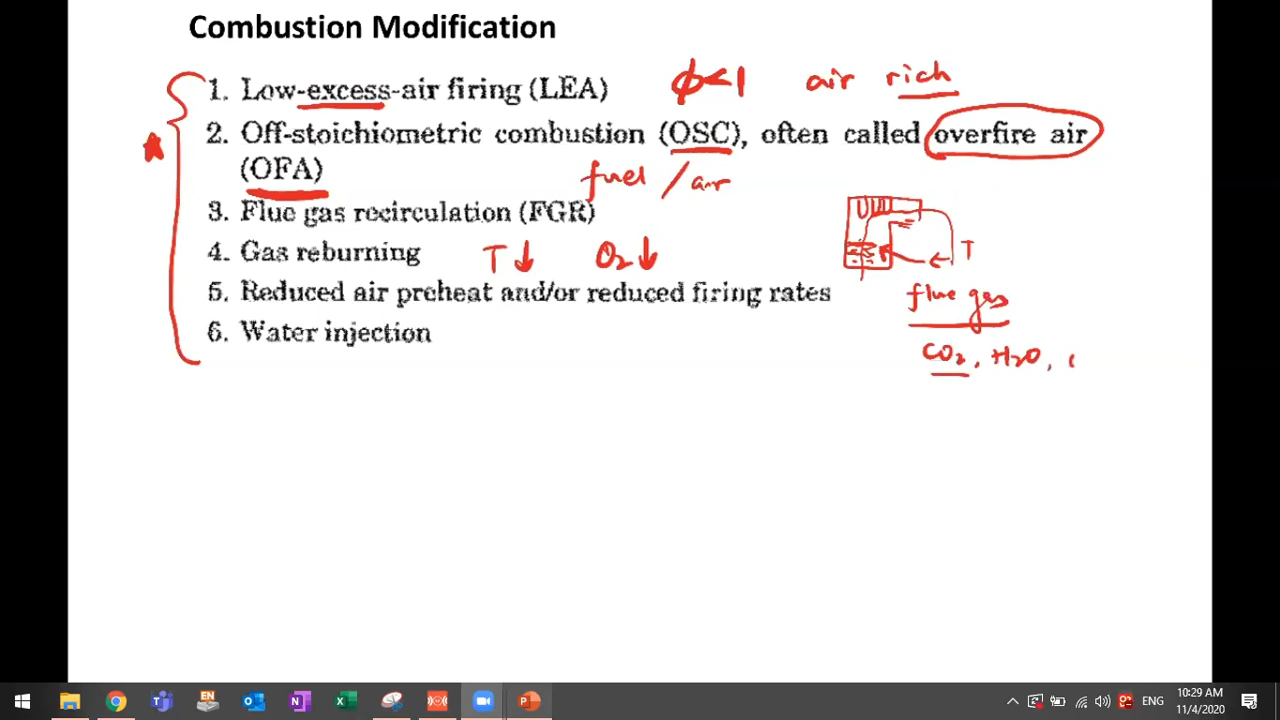 Combustion Modification
1. Low-excess-air firing (LEA) ϕ<1 air rich
2. Off-stoichiometric combustion (OSC), often called overfire air
(OFA) fuel / air
3. Flue gas recirculation (FGR)
4. Gas reburning T↓ O₂↓ T
5. Reduced air preheat and/or reduced firing rates flue gas
6. Water injection
CO₂, H₂O, (
ENG
10:29 AM
11/4/2020